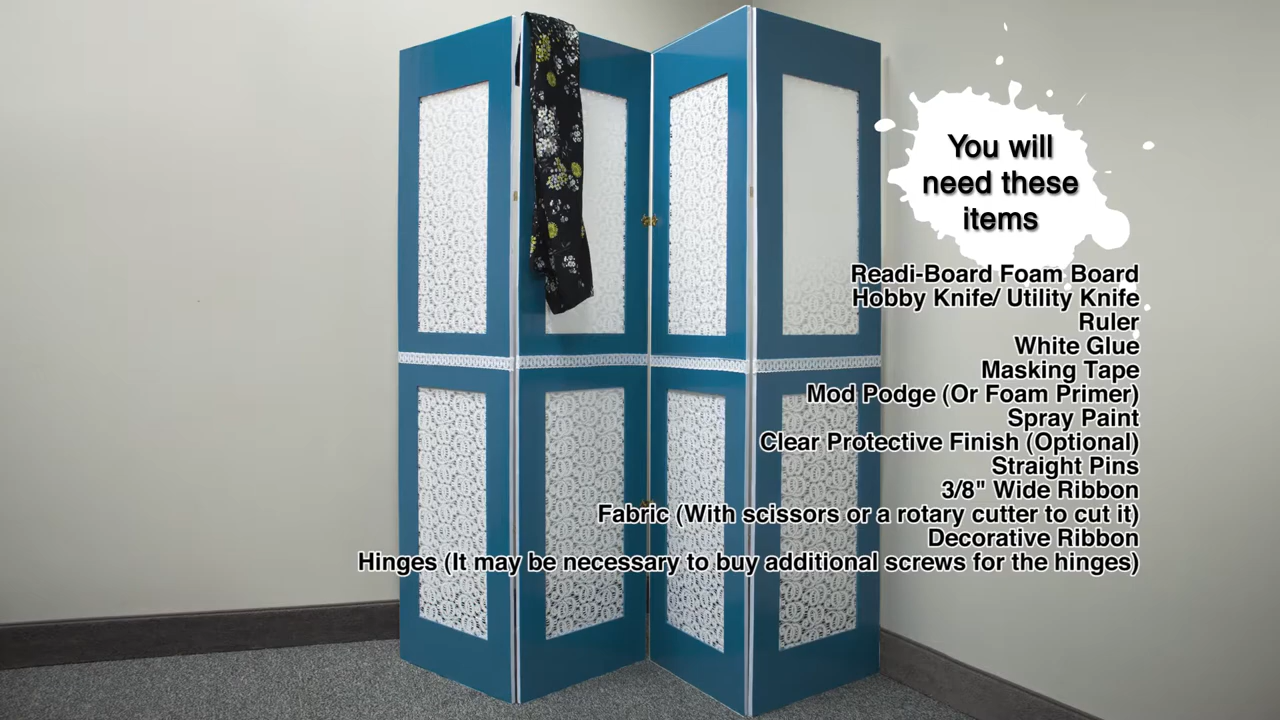 You will
need these
items
Readi-Board Foam Board
Hobby Knife/ Utility Knife
Ruler
White Glue
Masking Tape
Mod Podge (Or Foam Primer)
Spray Paint
Clear Protective Finish (Optional)
Straight Pins
3/8" Wide Ribbon
Fabric (With scissors or a rotary cutter to cut it)
Decorative Ribbon
Hinges (It may be necessary to buy additional screws for the hinges)